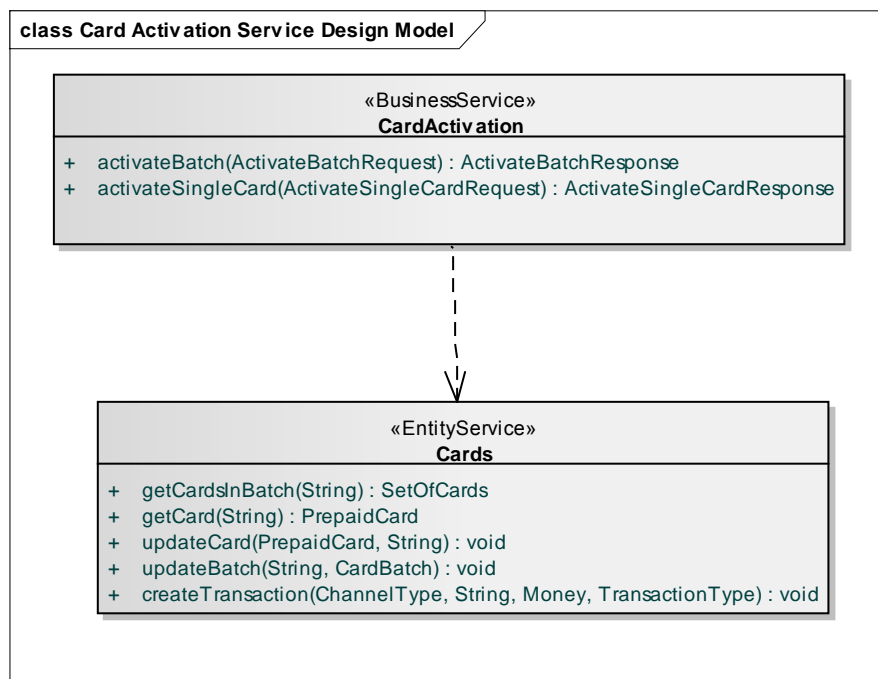 class Card Activation Service Design Model
«BusinessService»
CardActivation
+ activateBatch(ActivateBatchRequest) : ActivateBatchResponse
+ activateSingleCard(ActivateSingleCardRequest) : ActivateSingleCardResponse
«EntityService»
Cards
+ getCardsInBatch(String) : SetOfCards
+ getCard(String) : PrepaidCard
+ updateCard(PrepaidCard, String) : void
+ updateBatch(String, CardBatch) : void
+ createTransaction(ChannelType, String, Money, TransactionType) : void